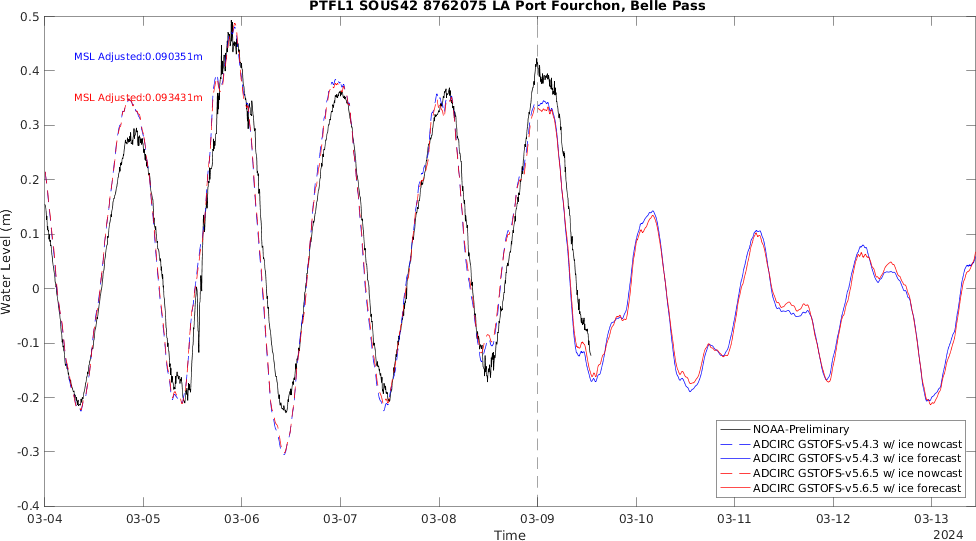 PTFL1 SOUS42 8762075 LA Port Fourchon, Belle Pass
0.5
MSL Adjusted:0.090351m
0.4
MSL Adjusted:0.093431m
0.3
0.2
0.1
0
-0.1
-0.2
-0.3
-0.4
Water Level (m)
NOAA-Preliminary
ADCIRC GSTOFS-v5.4.3 w/ ice nowcast
ADCIRC GSTOFS-v5.4.3 w/ ice forecast
ADCIRC GSTOFS-v5.6.5 w/ ice nowcast
ADCIRC GSTOFS-v5.6.5 w/ ice forecast
03-04 03-05 03-06 03-07 03-08 03-09 03-10 03-11 03-12 03-13
Time
2024